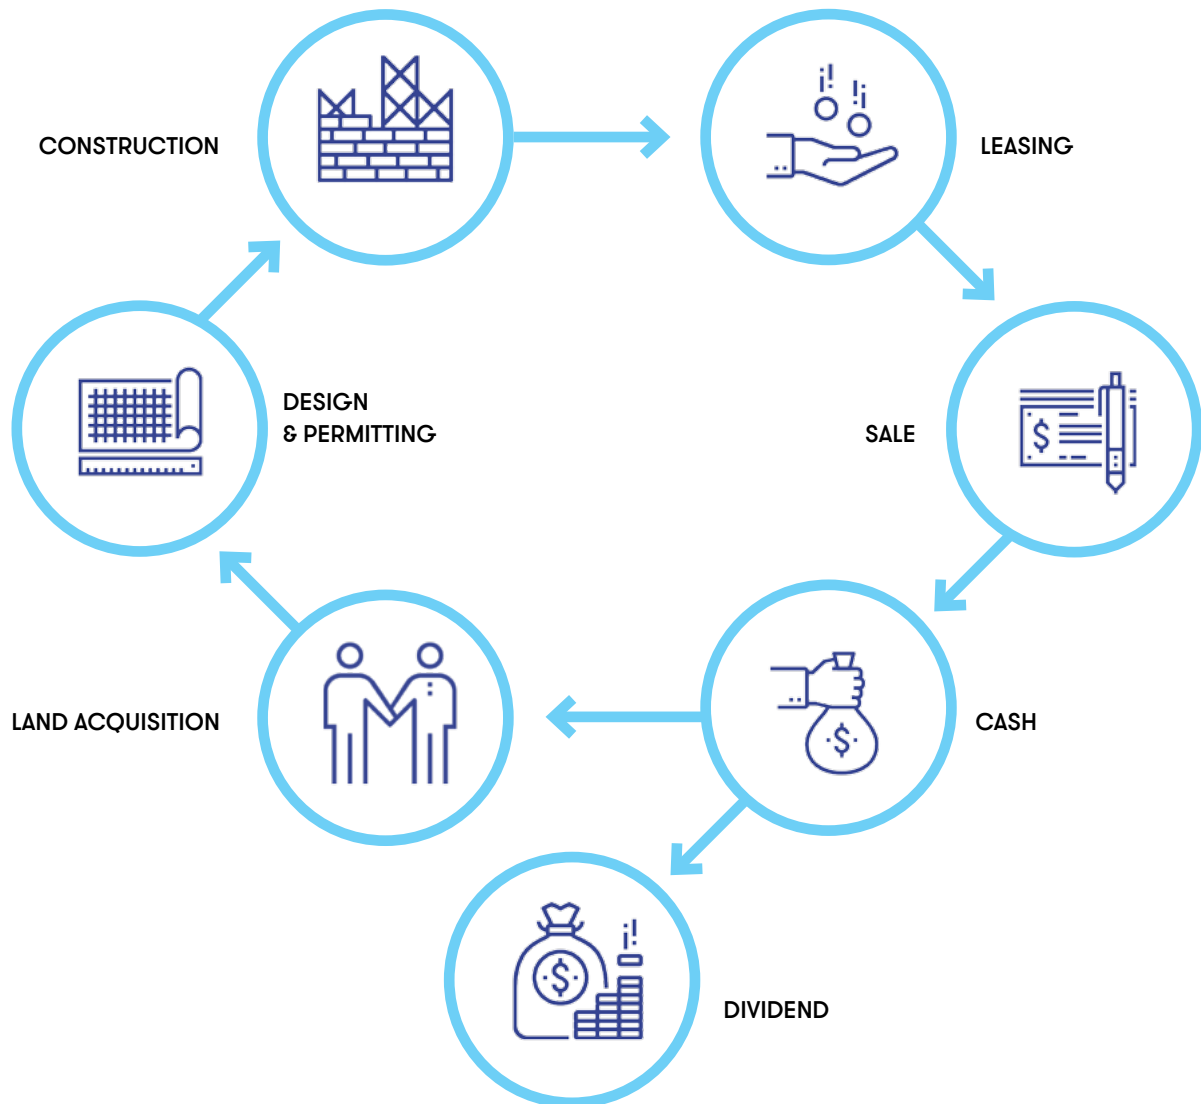 CONSTRUCTION
LEASING
DESIGN
& PERMITTING
SALE
$
LAND ACQUISITION
CASH
$
DIVIDEND
$